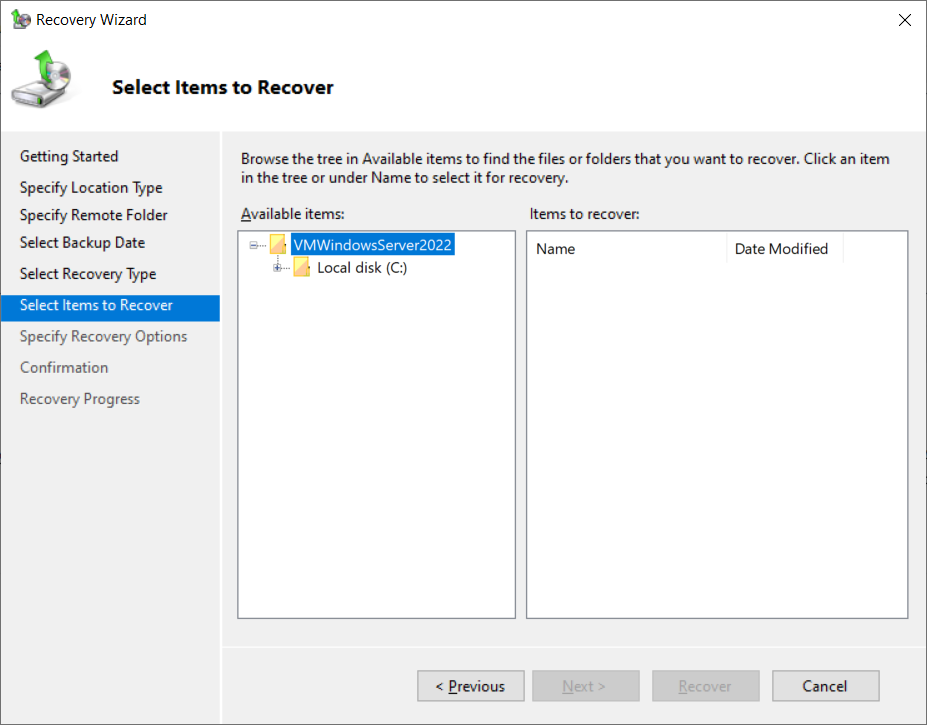 Recovery Wizard
Select Items to Recover
Getting Started
Specify Location Type
Specify Remote Folder
Select Backup Date
Select Recovery Type
Select Items to Recover
Specify Recovery Options
Confirmation
Recovery Progress
Browse the tree in Available items to find the files or folders that you want to recover. Click an item
in the tree or under Name to select it for recovery.
Available items:
VMWindowsServer2022
Local disk (C:)
Items to recover:
Name Date Modified
< Previous Next > Recover Cancel